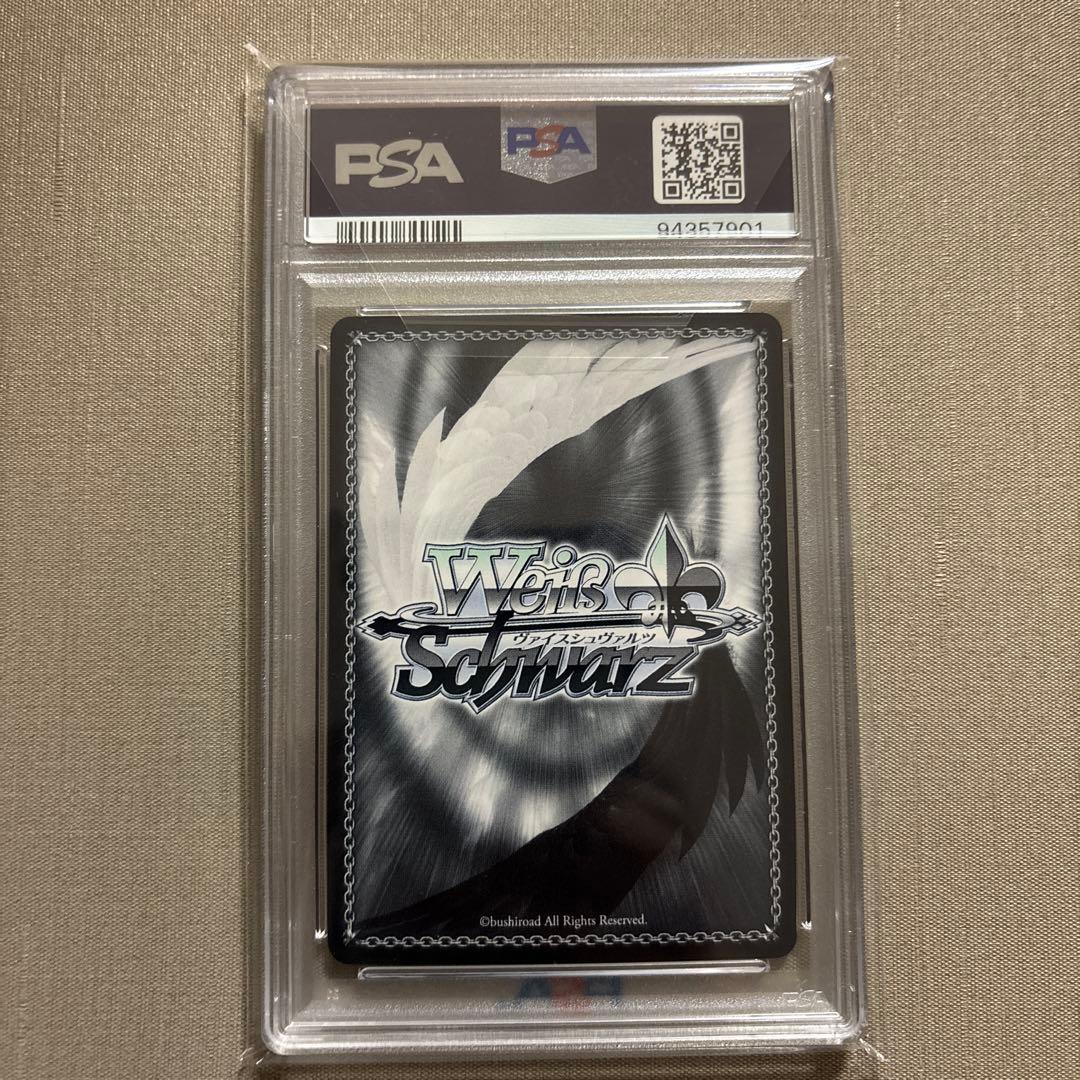 PSA
PSA
94357901
Weiß
ヴァイスシュヴァルツ
Schwarz
©bushiroad All Rights Reserved.